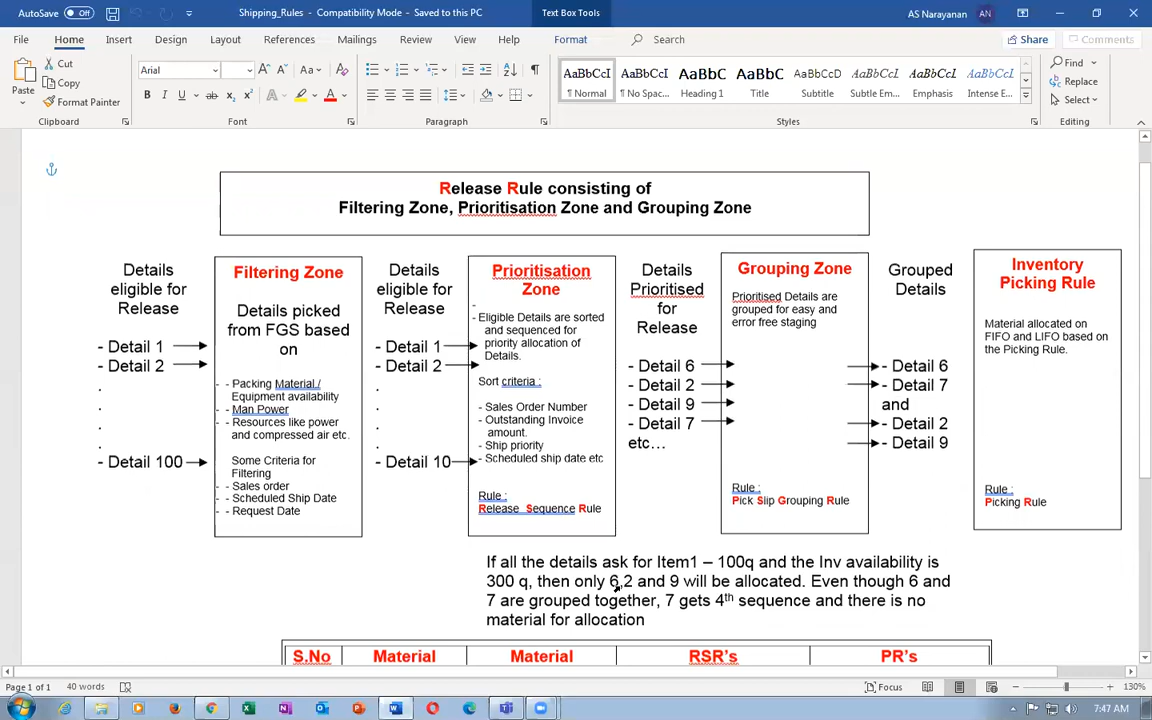 AutoSave Off
Shipping_Rules - Compatibility Mode - Saved to this PC
Text Box Tools
AS Narayanan AN
File Home Insert Design Layout References Mailings Review View Help Format Search
Share Comments
Paste Cut
Copy
Format Painter
Arial
Aa
B I U ab x₂ x² A A
AaBbCcI AaBbCcI AaBbC AaBbC AaBbCcD AaBbCcI AaBbCcI AaBbCcI
¶ Normal ¶ No Spac... Heading 1 Title Subtitle Subtle Em... Emphasis Intense E...
Find
Replace
Select
Clipboard Font Paragraph Styles Editing
Release Rule consisting of
Filtering Zone, Prioritisation Zone and Grouping Zone
Details
eligible for
Release
- Detail 1
- Detail 2
.
.
.
.
- Detail 100
Filtering Zone
Details picked
from FGS based
on
- - Packing Material /
Equipment availability
- - Man Power
- - Resources like power
and compressed air etc.
Some Criteria for
Filtering
- - Sales order
- - Scheduled Ship Date
- - Request Date
Details
eligible for
Release
- Detail 1
- Detail 2
.
.
.
.
- Detail 10
Prioritisation
Zone
-
- Eligible Details are sorted
and sequenced for
priority allocation of
Details.
Sort criteria :
- Sales Order Number
- Outstanding Invoice
amount.
- Ship priority
- Scheduled ship date etc
Rule :
Release Sequence Rule
Details
Prioritised
for
Release
- Detail 6
- Detail 2
- Detail 9
- Detail 7
etc...
Grouping Zone
Prioritised Details are
grouped for easy and
error free staging
Rule :
Pick Slip Grouping Rule
Grouped
Details
- Detail 6
- Detail 7
and
- Detail 2
- Detail 9
Inventory
Picking Rule
Material allocated on
FIFO and LIFO based on
the Picking Rule.
Rule :
Picking Rule
If all the details ask for Item1 – 100q and the Inv availability is
300 q, then only 6,2 and 9 will be allocated. Even though 6 and
7 are grouped together, 7 gets 4th sequence and there is no
material for allocation
S.No Material Material RSR's PR's
Page 1 of 1 40 words
Focus
130%
7:47 AM